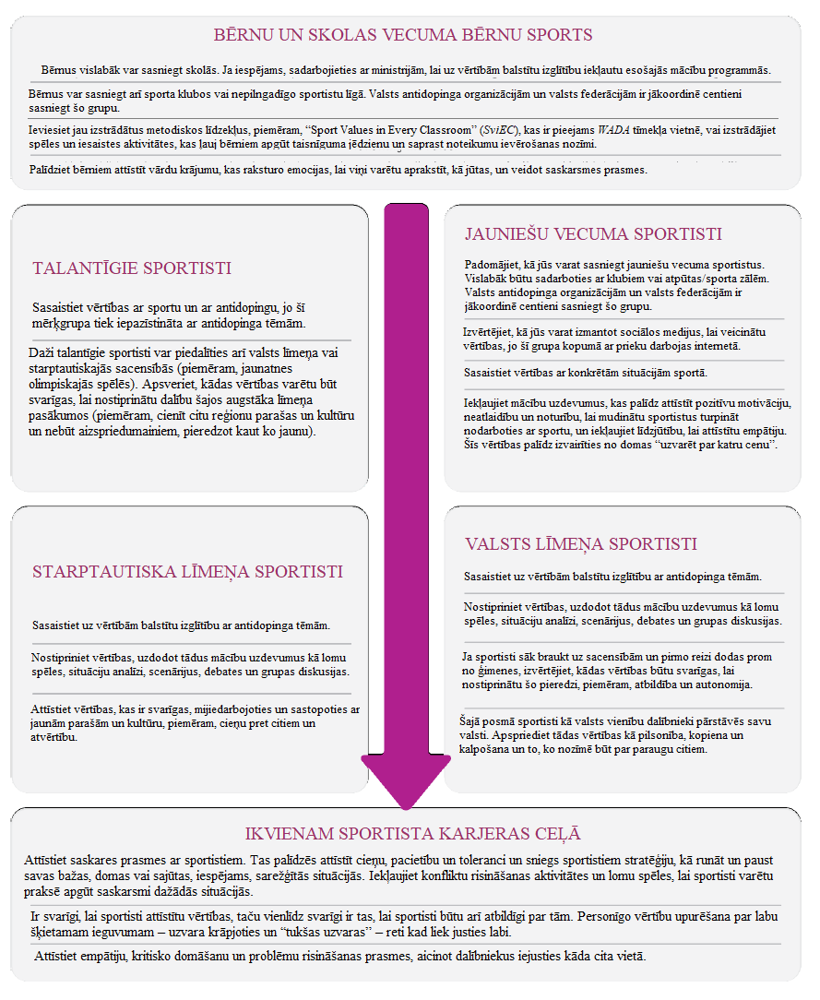 BĒRNU UN SKOLAS VECUMA BĒRNU SPORTS
Bērnus vislabāk var sasniegt skolās. Ja iespējams, sadarbojieties ar ministrijām, lai uz vērtībām balstītu izglītību iekļautu esošajās mācību programmās.
Bērnus var sasniegt arī sporta klubos vai nepilngadīgo sportistu līgā. Valsts antidopinga organizācijām un valsts federācijām ir jākoordinē centieni
sasniegt šo grupu.
Ieviesiet jau izstrādātus metodiskos līdzekļus, piemēram, “Sport Values in Every Classroom” (SviEC), kas ir pieejams WADA tīmekļa vietnē, vai izstrādājiet
spēles un iesaistes aktivitātes, kas ļauj bērniem apgūt taisnīguma jēdzienu un saprast noteikumu ievērošanas nozīmi.
Palīdziet bērniem attīstīt vārdu krājumu, kas raksturo emocijas, lai viņi varētu aprakstīt, kā jūtas, un veidot saskarsmes prasmes.
TALANTĪGIE SPORTISTI
Sasaistiet vērtības ar sportu un ar antidopingu, jo šī
mērķgrupa tiek iepazīstināta ar antidopinga tēmām.
Daži talantīgie sportisti var piedalīties arī valsts līmeņa vai
starptautiskajās sacensībās (piemēram, jaunatnes
olimpiskajās spēlēs). Apsveriet, kādas vērtības varētu būt
svarīgas, lai nostiprinātu dalību šajos augstāka līmeņa
pasākumos (piemēram, cienīt citu reģionu parašas un kultūru
un nebūt aizspriedumainiem, pieredzot kaut ko jaunu).
JAUNIEŠU VECUMA SPORTISTI
Padomājiet, kā jūs varat sasniegt jauniešu vecuma sportistus.
Vislabāk būtu sadarboties ar klubiem vai atpūtas/sporta zālēm.
Valsts antidopinga organizācijām un valsts federācijām ir
jākoordinē centieni sasniegt šo grupu.
Izvērtējiet, kā jūs varat izmantot sociālos medijus, lai veicinātu
vērtības, jo šī grupa kopumā ar prieku darbojas internetā.
Sasaistiet vērtības ar konkrētām situācijām sportā.
Iekļaujiet mācību uzdevumus, kas palīdz attīstīt pozitīvu motivāciju,
neatlaidību un noturību, lai mudinātu sportistus turpināt
nodarboties ar sportu, un iekļaujiet līdzjūtību, lai attīstītu empātiju.
Šīs vērtības palīdz izvairīties no domas “uzvarēt par katru cenu”.
STARPTAUTISKA LĪMEŅA SPORTISTI
Sasaistiet uz vērtībām balstītu izglītību ar antidopinga tēmām.
Nostipriniet vērtības, uzdodot tādus mācību uzdevumus kā lomu
spēles, situāciju analīzi, scenārijus, debates un grupas diskusijas.
Attīstiet vērtības, kas ir svarīgas, mijiedarbojoties un sastopoties ar
jaunām parašām un kultūru, piemēram, cieņu pret citiem un
atvērtību.
VALSTS LĪMEŅA SPORTISTI
Sasaistiet uz vērtībām balstītu izglītību ar antidopinga tēmām.
Nostipriniet vērtības, uzdodot tādus mācību uzdevumus kā lomu
spēles, situāciju analīzi, scenārijus, debates un grupas diskusijas.
Ja sportisti sāk braukt uz sacensībām un pirmo reizi dodas prom
no ģimenes, izvērtējiet, kādas vērtības būtu svarīgas, lai
nostiprinātu šo pieredzi, piemēram, atbildība un autonomija.
Šajā posmā sportisti kā valsts vienību dalībnieki pārstāvēs savu
valsti. Apspriediet tādas vērtības kā pilsonība, kopiena un
kalpošana un to, ko nozīmē būt par paraugu citiem.
IKVIENAM SPORTISTA KARJERAS CEĻĀ
Attīstiet saskares prasmes ar sportistiem. Tas palīdzēs attīstīt cieņu, pacietību un toleranci un sniegs sportistiem stratēģiju, kā runāt un paust
savas bažas, domas vai sajūtas, iespējams, sarežģītās situācijās. Iekļaujiet konfliktu risināšanas aktivitātes un lomu spēles, lai sportisti varētu
praksē apgūt saskarsmi dažādās situācijās.
Ir svarīgi, lai sportisti attīstītu vērtības, taču vienlīdz svarīgi ir tas, lai sportisti būtu arī atbildīgi par tām. Personīgo vērtību upurēšana par labu
šķietamam ieguvumam – uzvara krāpjoties un “tukšas uzvaras” – reti kad liek justies labi.
Attīstiet empātiju, kritisko domāšanu un problēmu risināšanas prasmes, aicinot dalībniekus iejusties kāda cita vietā.